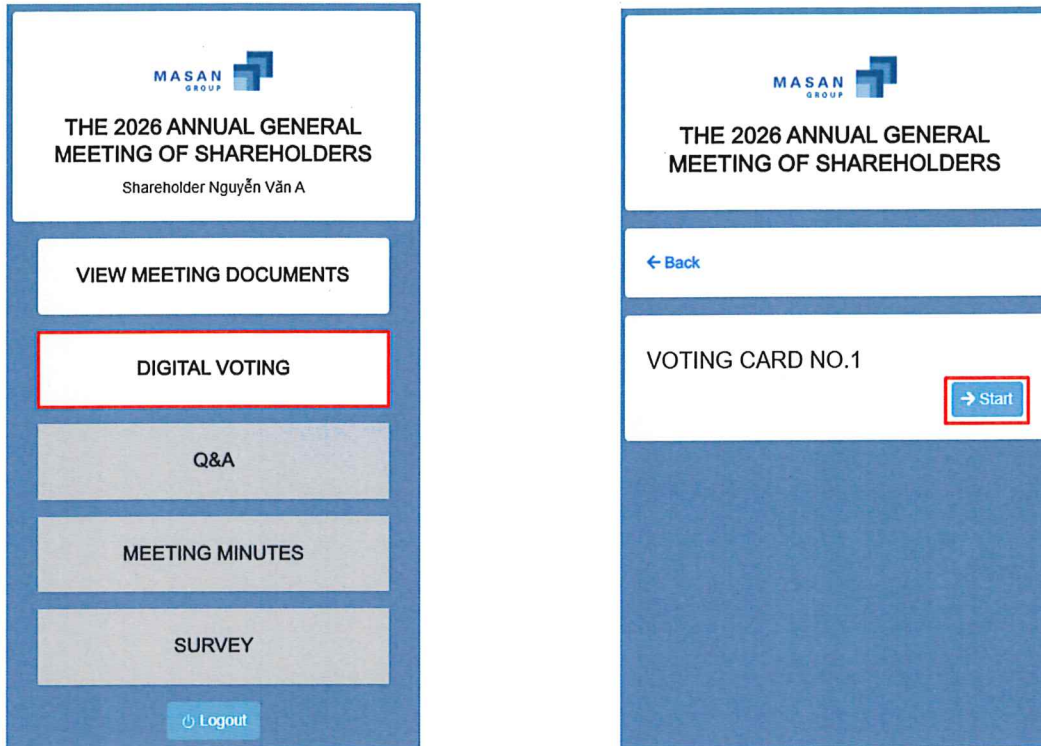 MASAN
GROUP
THE 2026 ANNUAL GENERAL
MEETING OF SHAREHOLDERS
Shareholder Nguyễn Văn A
VIEW MEETING DOCUMENTS
DIGITAL VOTING
Q&A
MEETING MINUTES
SURVEY
Logout
MASAN
GROUP
THE 2026 ANNUAL GENERAL
MEETING OF SHAREHOLDERS
← Back
VOTING CARD NO.1
→ Start